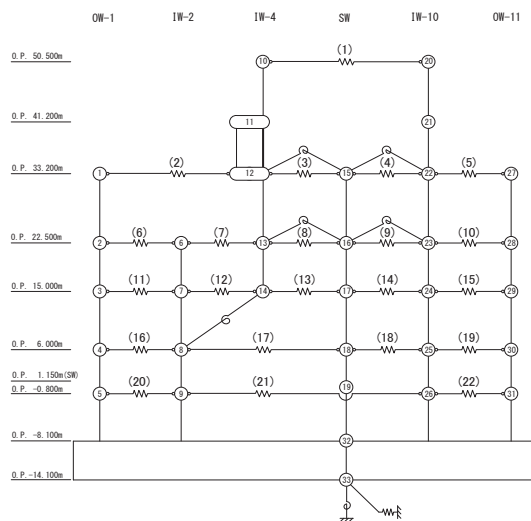 OW-1 IW-2 IW-4 SW IW-10 OW-11
(1)
O.P. 50.500m 10 20
O.P. 41.200m 11 21
(2) (3) (4) (5)
O.P. 33.200m 1 12 15 22 27
(6) (7) (8) (9) (10)
O.P. 22.500m 2 6 13 16 23 28
(11) (12) (13) (14) (15)
O.P. 15.000m 3 7 14 17 24 29
(16) (17) (18) (19)
O.P. 6.000m 4 8 18 25 30
O.P. 1.150m(SW)
(20) (21) 19 (22)
O.P. -0.800m 5 9 26 31
O.P. -8.100m 32
O.P.-14.100m 33